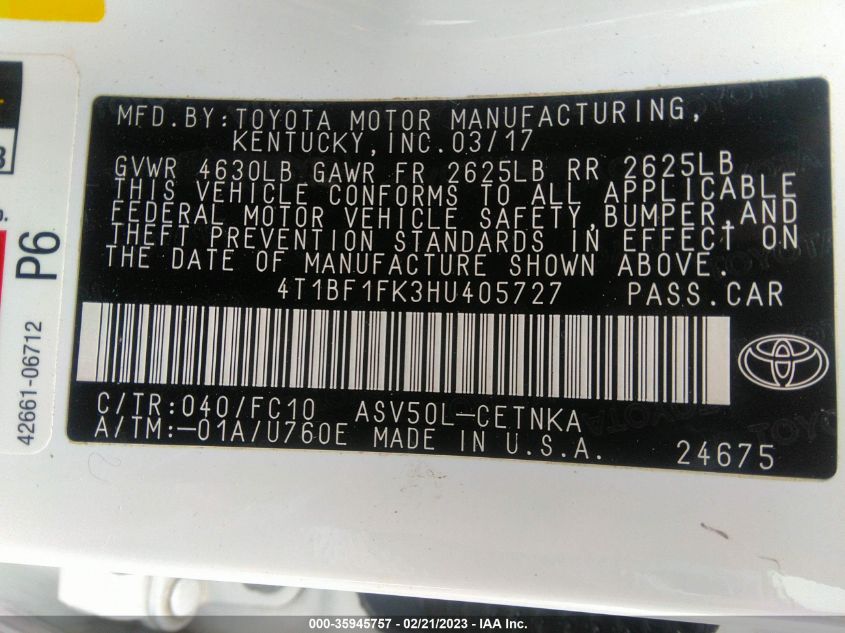 MFD.BY:TOYOTA MOTOR MANUFACTURING,
KENTUCKY,INC.03/17
GVWR 4630LB GAWR FR 2625LB RR 2625LB
THIS VEHICLE CONFORMS TO ALL APPLICABLE
FEDERAL MOTOR VEHICLE SAFETY,BUMPER,AND
THEFT PREVENTION STANDARDS IN EFFECT ON
THE DATE OF MANUFACTURE SHOWN ABOVE.
4T1BF1FK3HU405727 PASS.CAR
C/TR:040/FC10 ASV50L-CETNKA
A/TM:-01A/U760E MADE IN U.S.A.
24675
P6
42661-06712
000-35945757 - 02/21/2023 - IAA Inc.